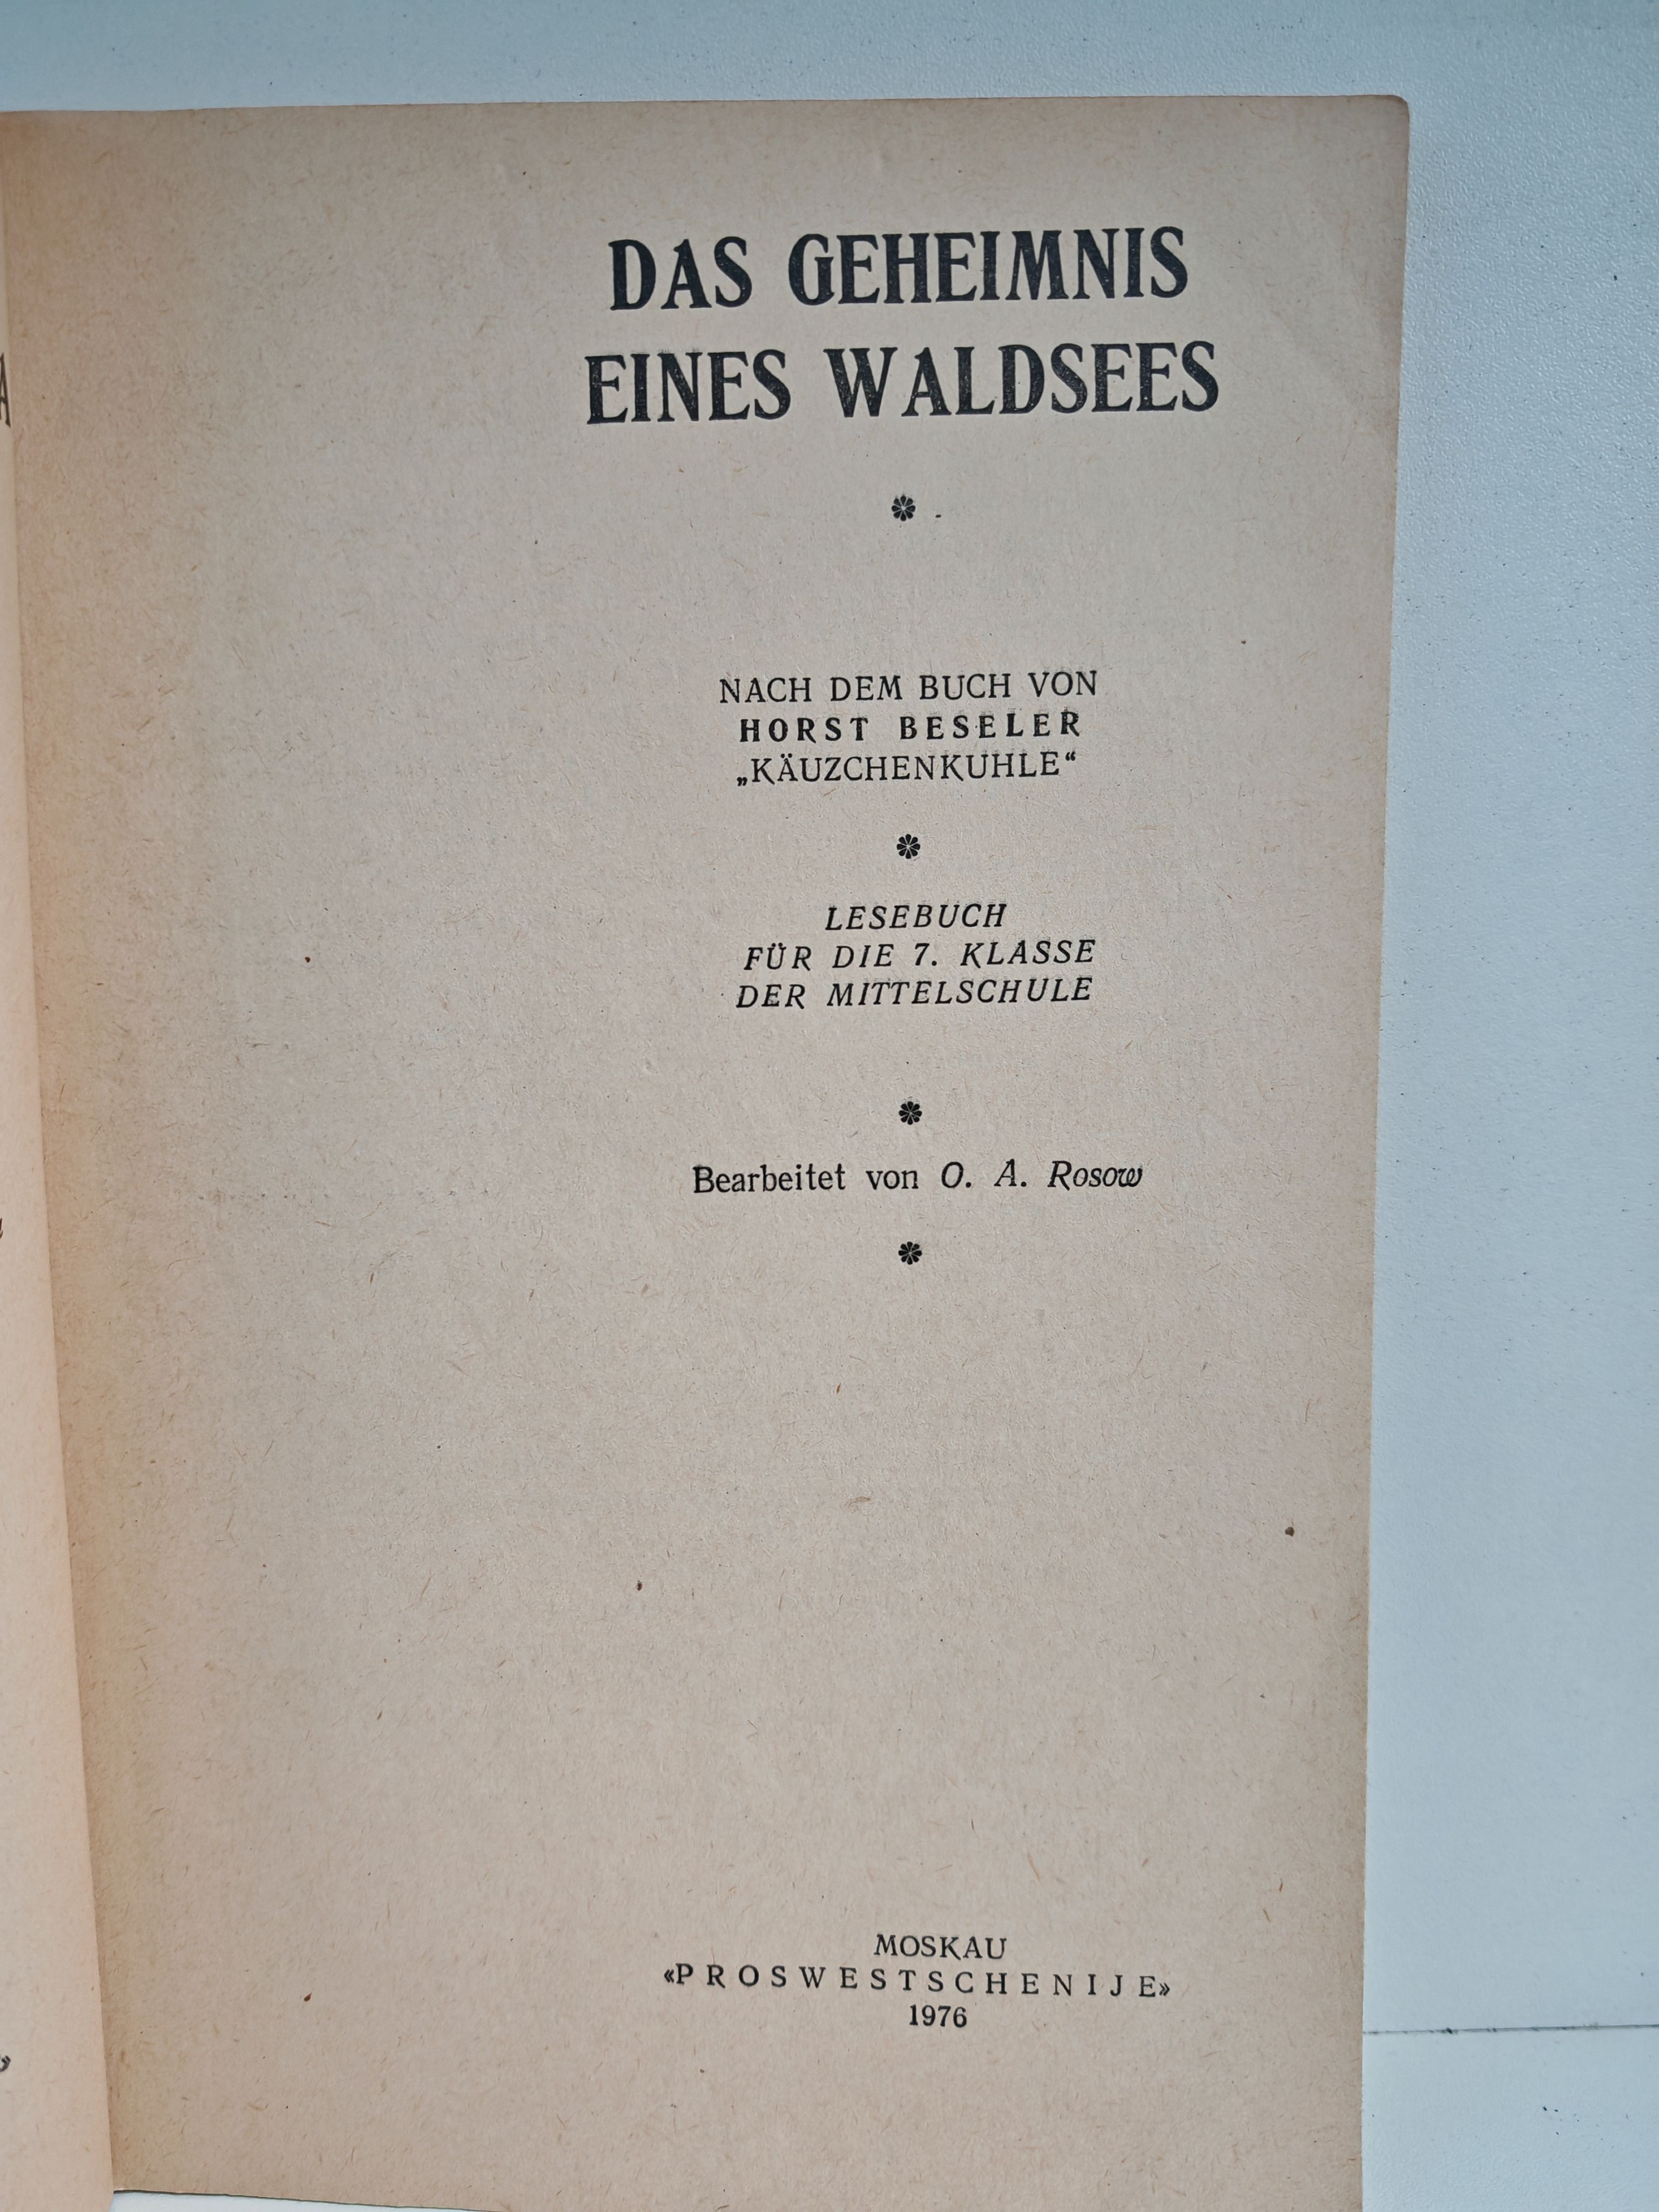 DAS GEHEIMNIS
EINES WALDSEES
NACH DEM BUCH VON
HORST BESELER
„KÄUZCHENKUHLE“
LESEBUCH
FÜR DIE 7. KLASSE
DER MITTELSCHULE
Bearbeitet von O. A. Rosow
MOSKAU
«PROSWESTSCHENIJE»
1976